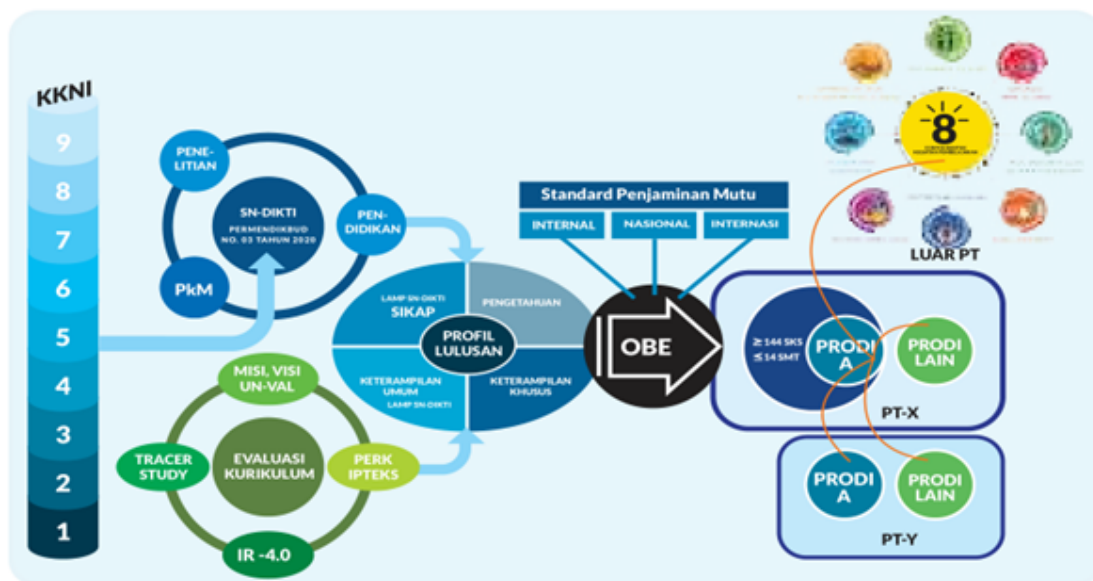 KKNI
9
8
7
6
5
4
3
2
1
PENE-
LITIAN
SN-DIKTI
PERMENDIKBUD
NO. 03 TAHUN 2020
PEN-
DIDIKAN
PkM
MISI, VISI
UN-VAL
TRACER
STUDY
EVALUASI
KURIKULUM
PERK
IPTEKS
IR -4.0
LAMP SN-DIKTI
SIKAP
PENGETAHUAN
PROFIL
LULUSAN
KETERAMPILAN
UMUM
LAMP SN-DIKTI
KETERAMPILAN
KHUSUS
Standard Penjaminan Mutu
INTERNAL
NASIONAL
INTERNASI
OBE
8
LUAR PT
≥ 144 SKS
≤ 14 SMT
PRODI
A
PRODI
LAIN
PT-X
PRODI
A
PRODI
LAIN
PT-Y